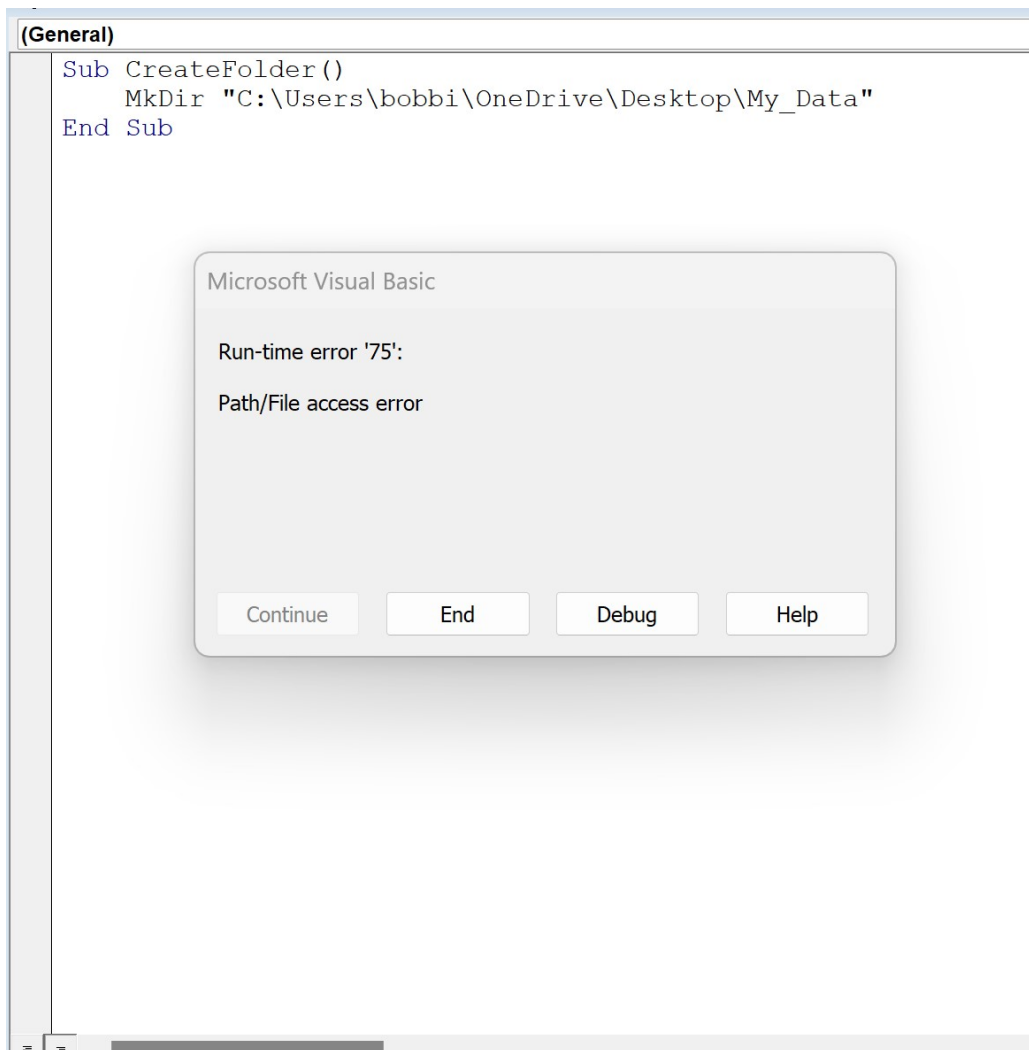 (General)
Sub CreateFolder()
MkDir "C:\Users\bobbi\OneDrive\Desktop\My_Data"
End Sub
Microsoft Visual Basic
Run-time error '75':
Path/File access error
Continue End Debug Help